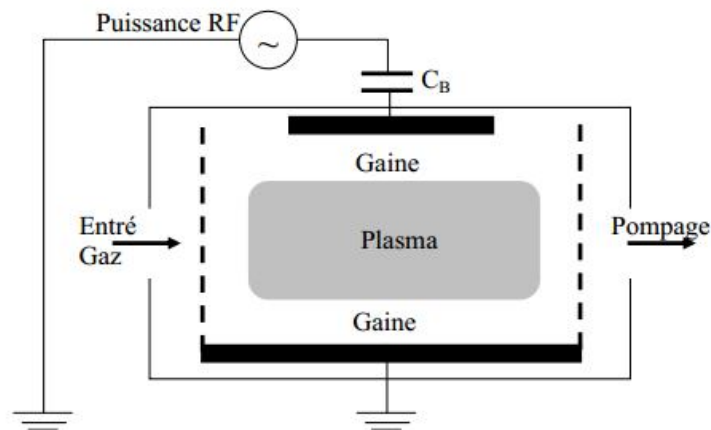 Puissance RF
~
C_B
Gaine
Entré
Gaz
Plasma
Pompage
Gaine